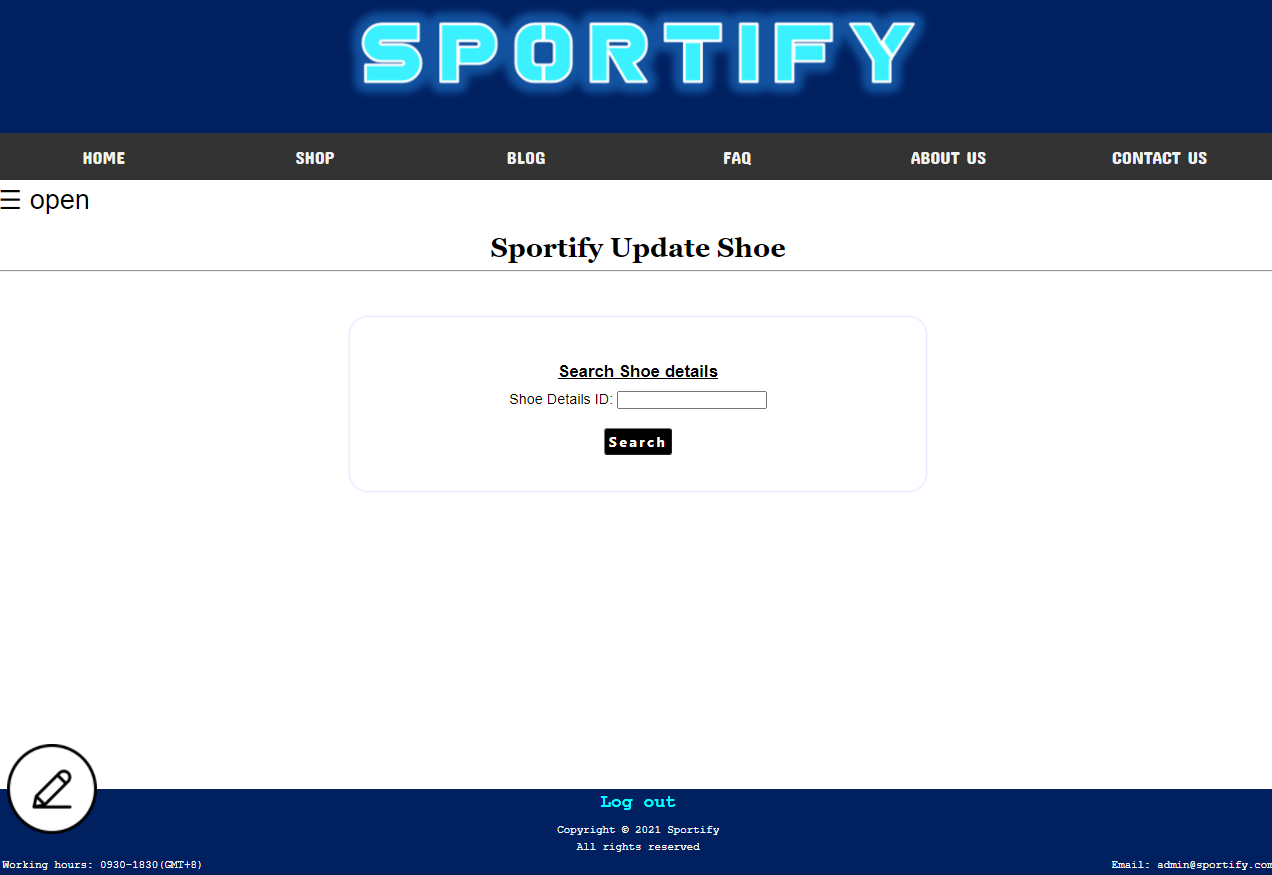 SPORTIFY
HOME SHOP BLOG FAQ ABOUT US CONTACT US
☰ open
Sportify Update Shoe
Search Shoe details
Shoe Details ID:
Search
Log out
Copyright © 2021 Sportify
All rights reserved
Working hours: 0930-1830(GMT+8) Email: admin@sportify.com